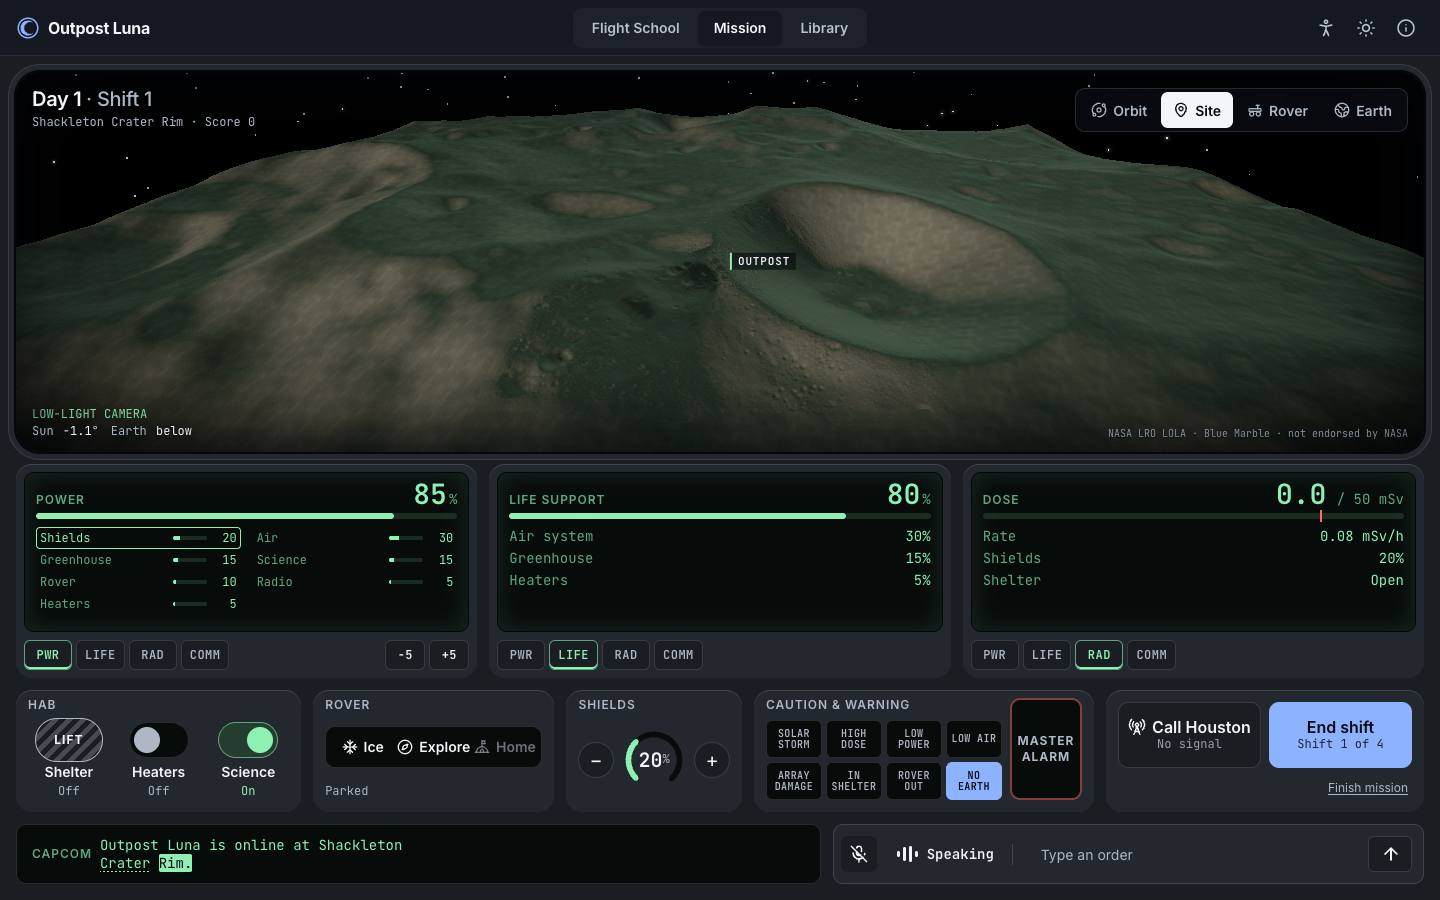 Outpost Luna
Flight School Mission Library
Day 1 · Shift 1
Shackleton Crater Rim · Score 0
Orbit Site Rover Earth
OUTPOST
LOW-LIGHT CAMERA
Sun -1.1° Earth below
NASA LRO LOLA · Blue Marble · not endorsed by NASA
POWER 85%
Shields 20 Air 30
Greenhouse 15 Science 15
Rover 10 Radio 5
Heaters 5
PWR LIFE RAD COMM -5 +5
LIFE SUPPORT 80%
Air system 30%
Greenhouse 15%
Heaters 5%
PWR LIFE RAD COMM
DOSE 0.0 / 50 mSv
Rate 0.08 mSv/h
Shields 20%
Shelter Open
PWR LIFE RAD COMM
HAB
LIFT
Shelter Heaters Science
Off Off On
ROVER
Ice Explore Home
Parked
SHIELDS
− 20% +
CAUTION & WARNING
SOLAR STORM
HIGH DOSE
LOW POWER
LOW AIR
ARRAY DAMAGE
IN SHELTER
ROVER OUT
NO EARTH
MASTER ALARM
Call Houston
No signal
End shift
Shift 1 of 4
Finish mission
CAPCOM Outpost Luna is online at Shackleton
Crater Rim.
Speaking Type an order